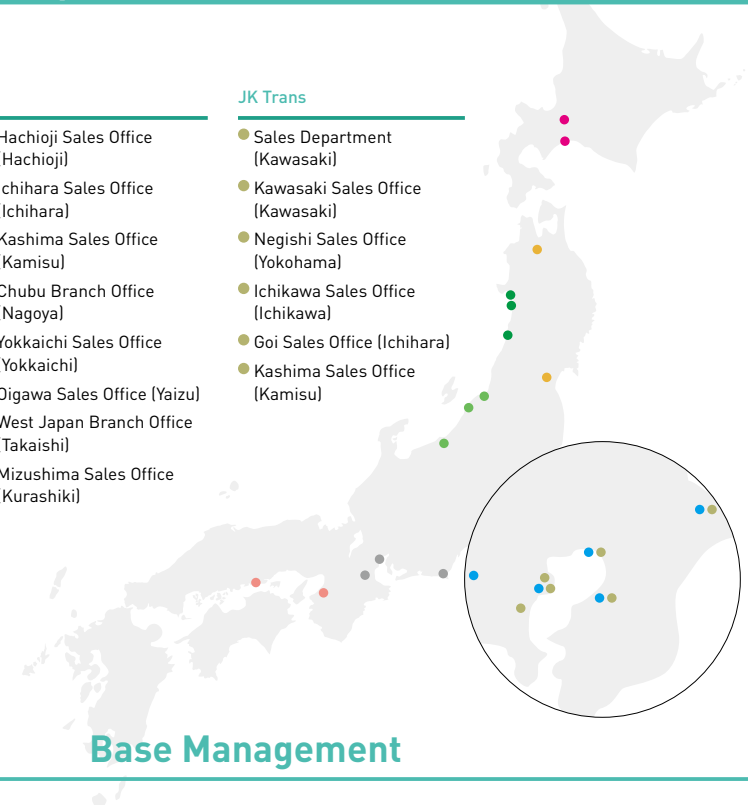 Hachioji Sales Office
(Hachioji)
Ichihara Sales Office
(Ichihara)
Kashima Sales Office
(Kamisu)
Chubu Branch Office
(Nagoya)
Yokkaichi Sales Office
(Yokkaichi)
Oigawa Sales Office (Yaizu)
West Japan Branch Office
(Takaishi)
Mizushima Sales Office
(Kurashiki)
JK Trans
Sales Department
(Kawasaki)
Kawasaki Sales Office
(Kawasaki)
Negishi Sales Office
(Yokohama)
Ichikawa Sales Office
(Ichikawa)
Goi Sales Office (Ichihara)
Kashima Sales Office
(Kamisu)
Base Management